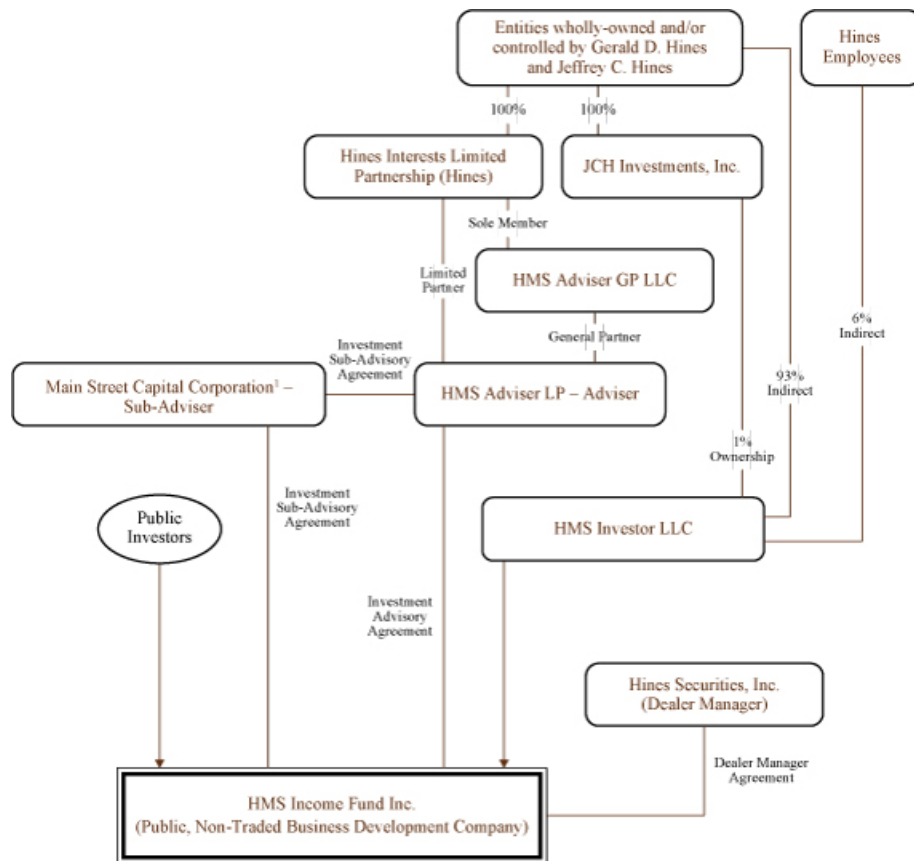 Entities wholly-owned and/or
controlled by Gerald D. Hines
and Jeffrey C. Hines
Hines
Employees
100%
100%
Hines Interests Limited
Partnership (Hines)
JCH Investments, Inc.
Sole Member
Limited
Partner
HMS Adviser GP LLC
General Partner
6%
Indirect
Investment
Sub-Advisory
Agreement
93%
Indirect
Main Street Capital Corporation¹ –
Sub-Adviser
HMS Adviser LP – Adviser
1%
Ownership
Investment
Sub-Advisory
Agreement
Public
Investors
HMS Investor LLC
Investment
Advisory
Agreement
Hines Securities, Inc.
(Dealer Manager)
Dealer Manager
Agreement
HMS Income Fund Inc.
(Public, Non-Traded Business Development Company)